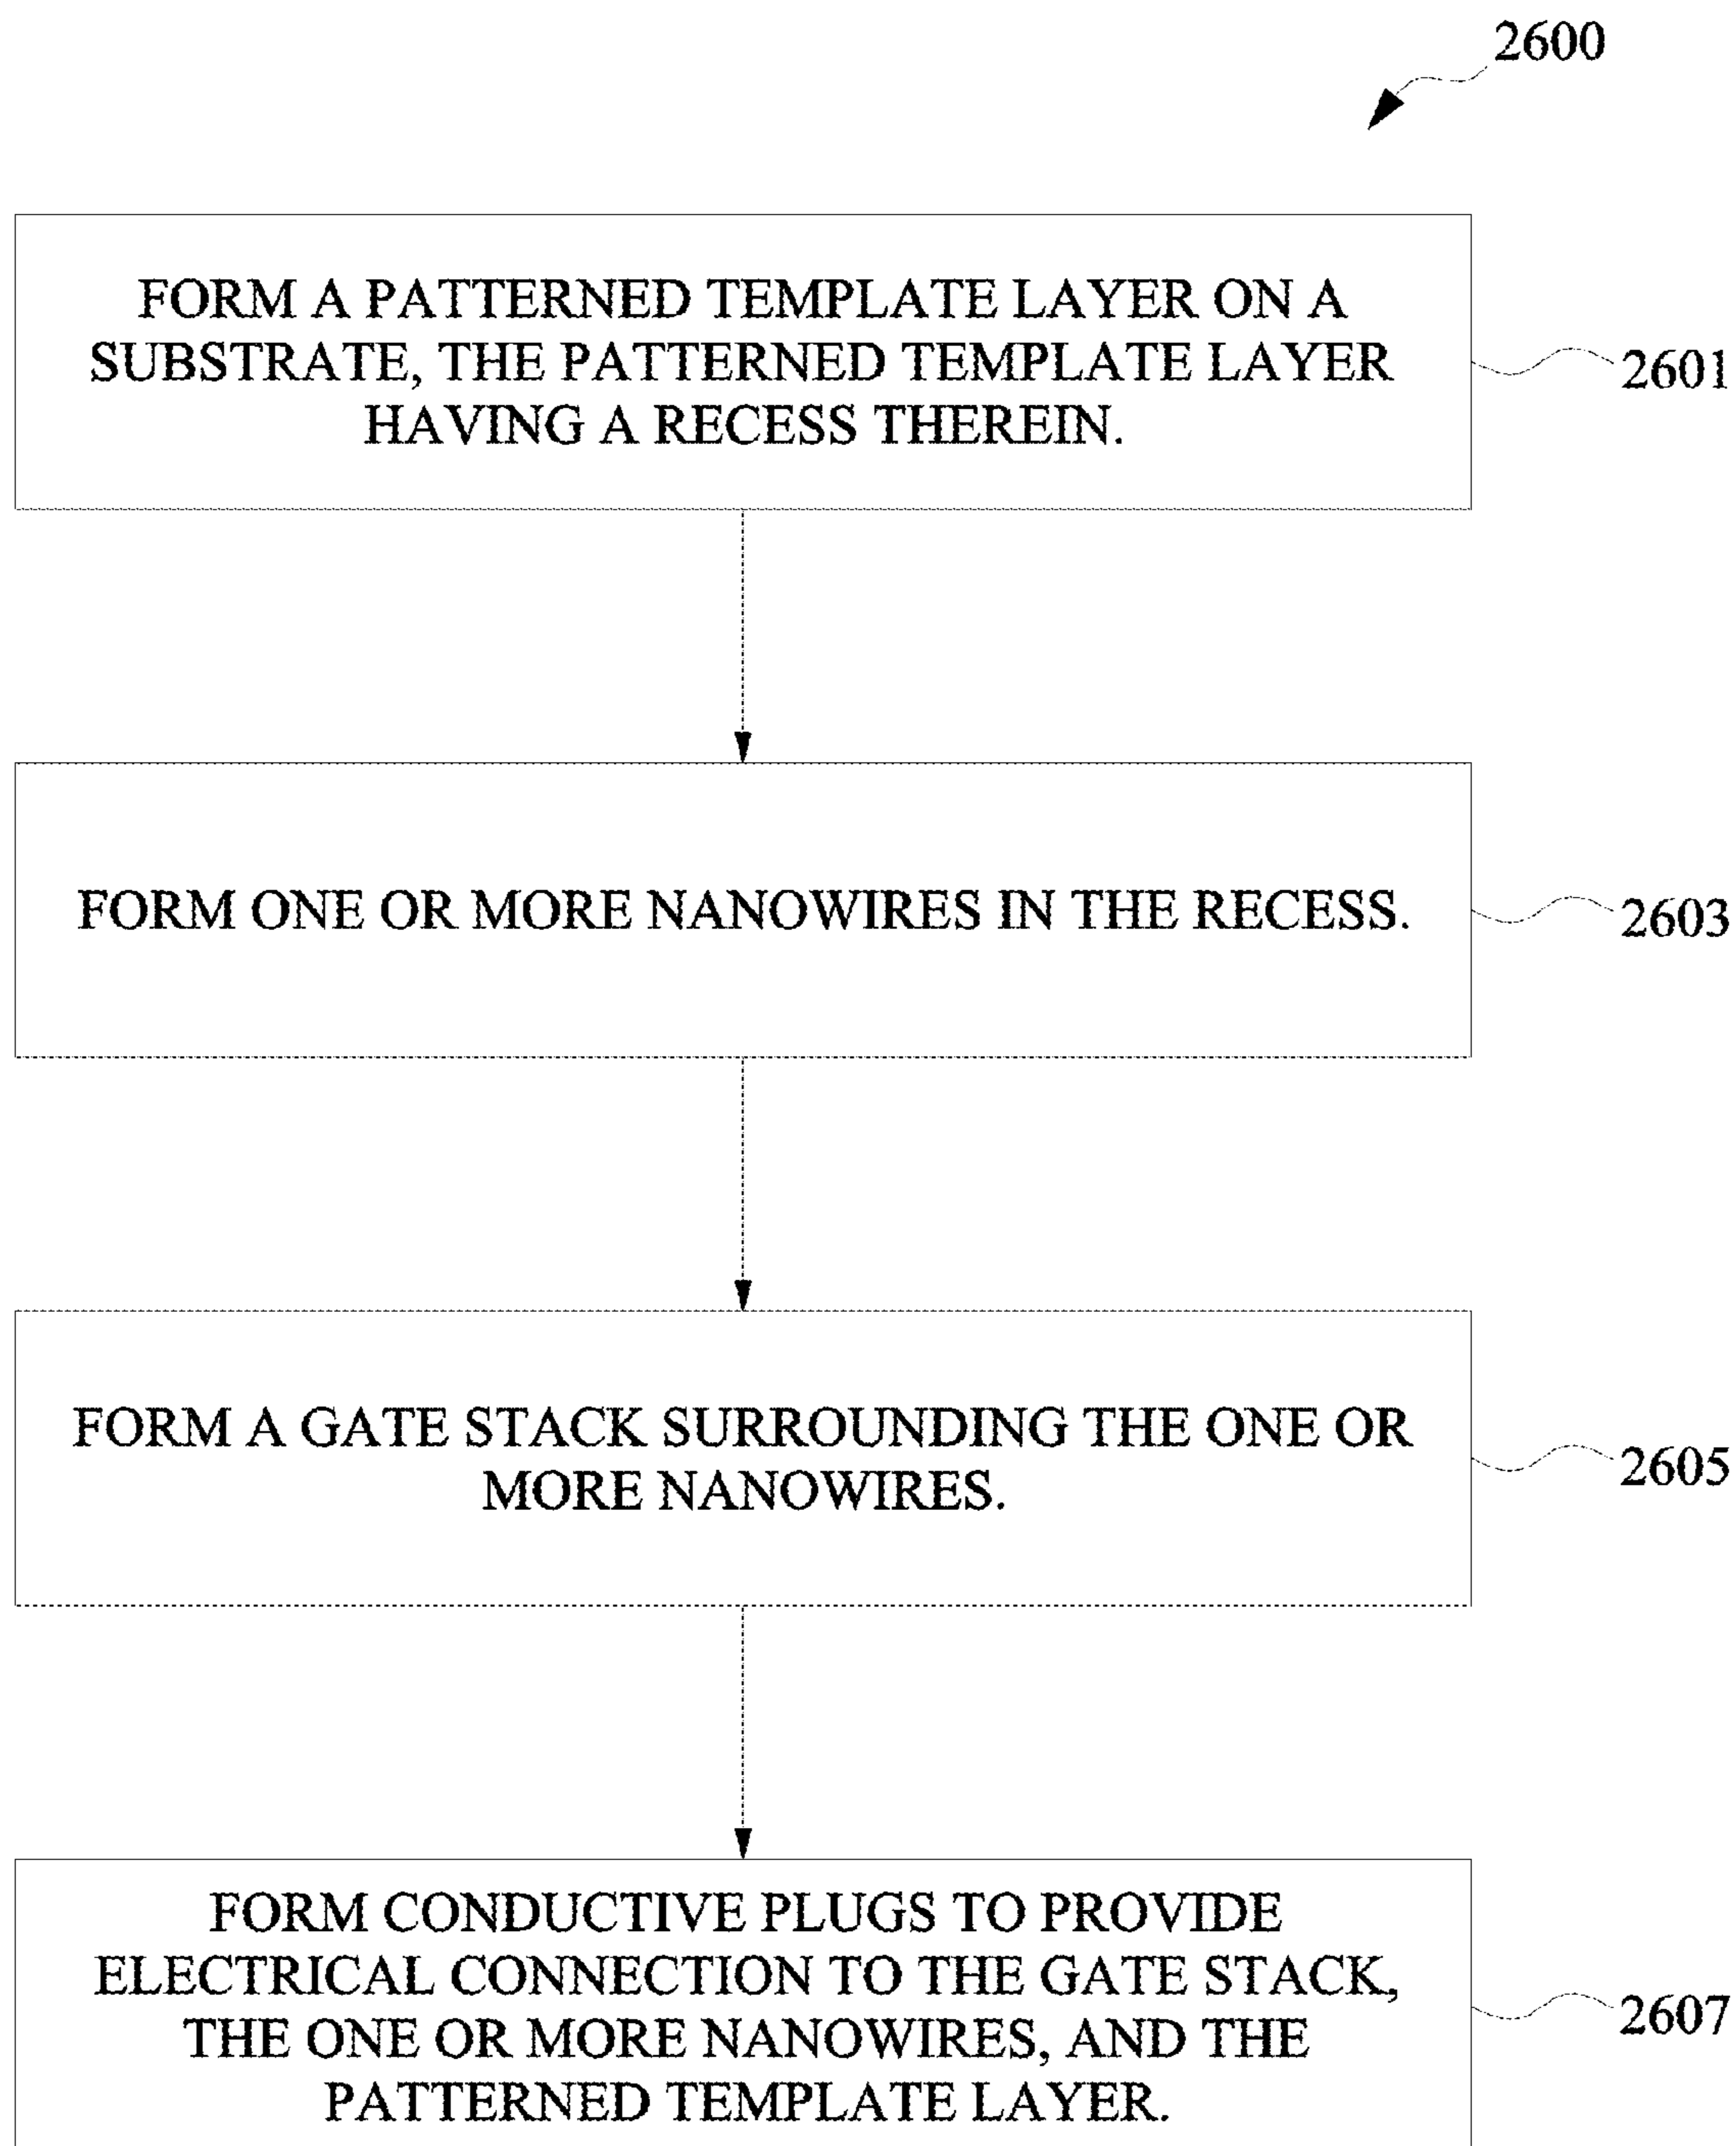 2600
FORM A PATTERNED TEMPLATE LAYER ON A
SUBSTRATE, THE PATTERNED TEMPLATE LAYER
HAVING A RECESS THEREIN.
2601
FORM ONE OR MORE NANOWIRES IN THE RECESS.
2603
FORM A GATE STACK SURROUNDING THE ONE OR
MORE NANOWIRES.
2605
FORM CONDUCTIVE PLUGS TO PROVIDE
ELECTRICAL CONNECTION TO THE GATE STACK,
THE ONE OR MORE NANOWIRES, AND THE
PATTERNED TEMPLATE LAYER.
2607